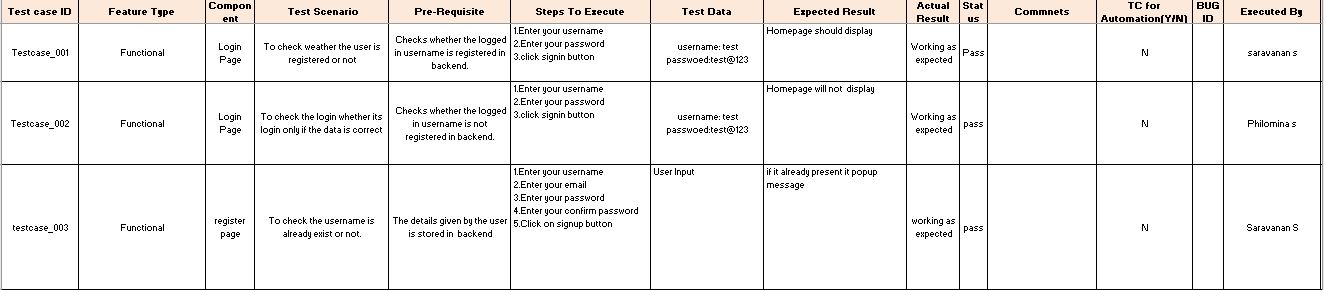 Test case ID
Feature Type
Compon
ent
Test Scenario
Pre-Requisite
Steps To Execute
Test Data
Expected Result
Actual
Result
Stat
us
Commnets
TC for
Automation(Y/N)
BUG
ID
Executed By
Testcase_001
Functional
Login
Page
To check weather the user is
registered or not
Checks whether the logged
in username is registered in
backend.
1.Enter your username
2.Enter your password
3.click signin button
username: test
passwoed:test@123
Homepage should display
Working as
expected
Pass
N
saravanan s
Testcase_002
Functional
Login
Page
To check the login whether its
login only if the data is correct
Checks whether the logged
in username is not
registered in backend.
1.Enter your username
2.Enter your password
3.click signin button
username: test
passwoed:test@123
Homepage will not display
Working as
expected
pass
N
Philomina s
testcase_003
Functional
register
page
To check the username is
already exist or not.
The details given by the user
is stored in backend
1.Enter your username
2.Enter your email
3.Enter your password
4.Enter your confirm password
5.Click on signup button
User Input
if it already present it popup
message
working as
expected
pass
N
Saravanan S